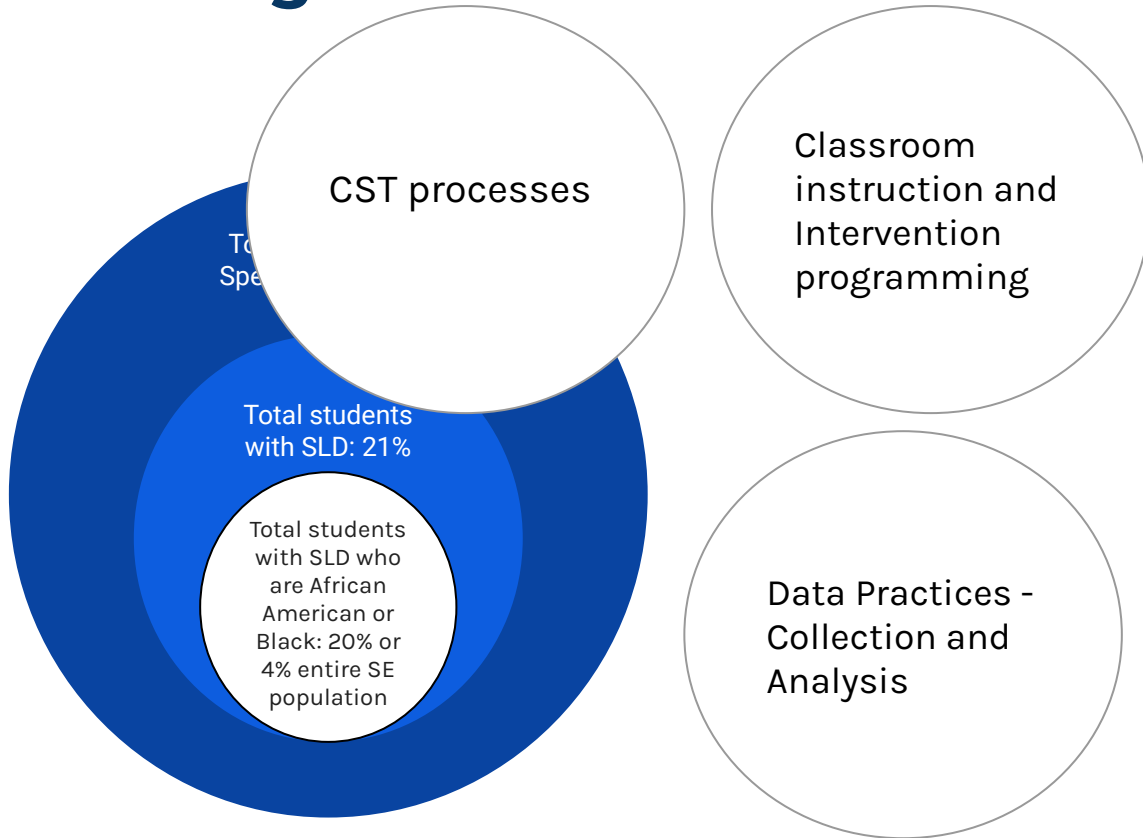 CST processes
Classroom
instruction and
Intervention
programming
Total students
with SLD: 21%
Total students
with SLD who
are African
American or
Black: 20% or
4% entire SE
population
Data Practices -
Collection and
Analysis